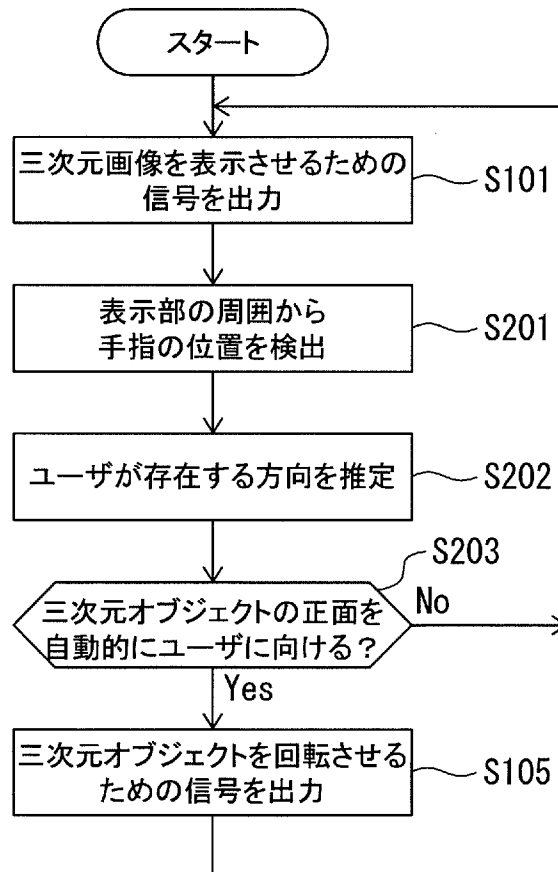 スタート
三次元画像を表示させるための
信号を出力
S101
表示部の周囲から
手指の位置を検出
S201
ユーザが存在する方向を推定
S202
S203
三次元オブジェクトの正面を
自動的にユーザに向ける？
No
Yes
三次元オブジェクトを回転させる
ための信号を出力
S105